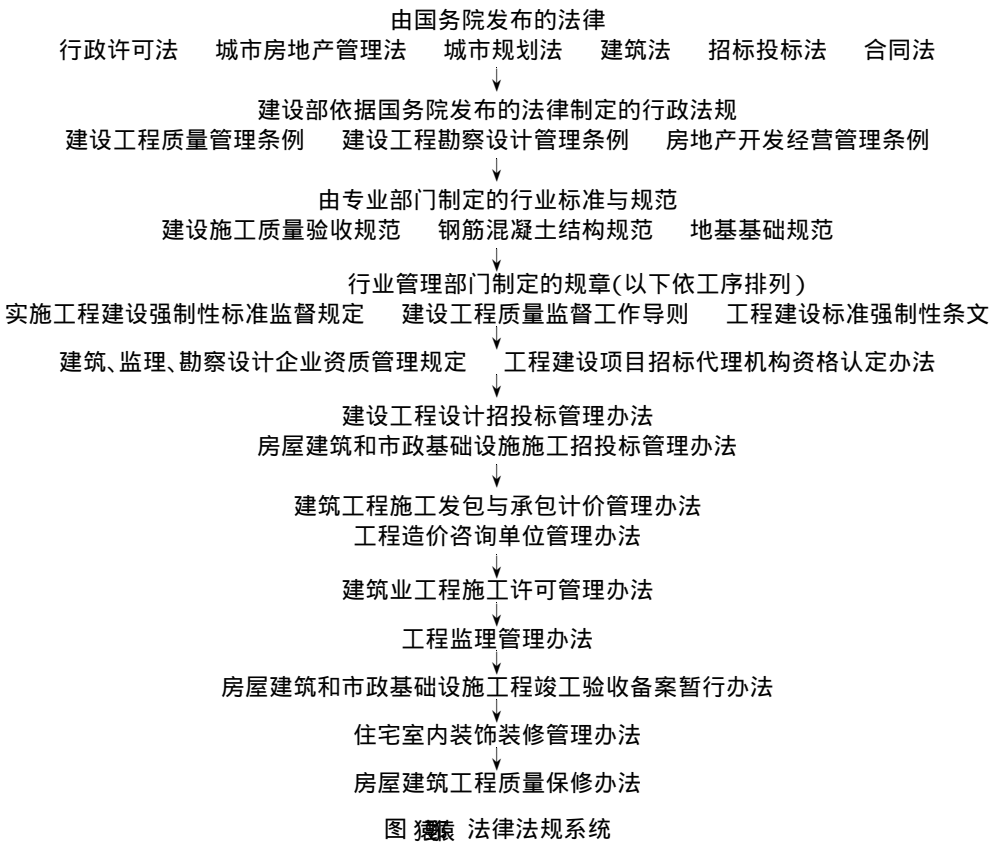 由国务院发布的法律
行政许可法 城市房地产管理法 城市规划法 建筑法 招标投标法 合同法
建设部依据国务院发布的法律制定的行政法规
建设工程质量管理条例 建设工程勘察设计管理条例 房地产开发经营管理条例
由专业部门制定的行业标准与规范
建设施工质量验收规范 钢筋混凝土结构规范 地基基础规范
行业管理部门制定的规章(以下依工序排列)
实施工程建设强制性标准监督规定 建设工程质量监督工作导则 工程建设标准强制性条文
建筑、监理、勘察设计企业资质管理规定 工程建设项目招标代理机构资格认定办法
建设工程设计招投标管理办法
房屋建筑和市政基础设施施工招投标管理办法
建筑工程施工发包与承包计价管理办法
工程造价咨询单位管理办法
建筑业工程施工许可管理办法
工程监理管理办法
房屋建筑和市政基础设施工程竣工验收备案暂行办法
住宅室内装饰装修管理办法
房屋建筑工程质量保修办法
图 法律法规系统